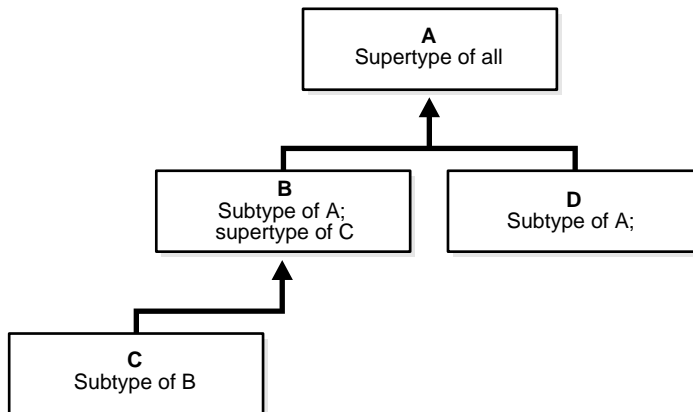 A
Supertype of all
B
Subtype of A;
supertype of C
D
Subtype of A;
C
Subtype of B